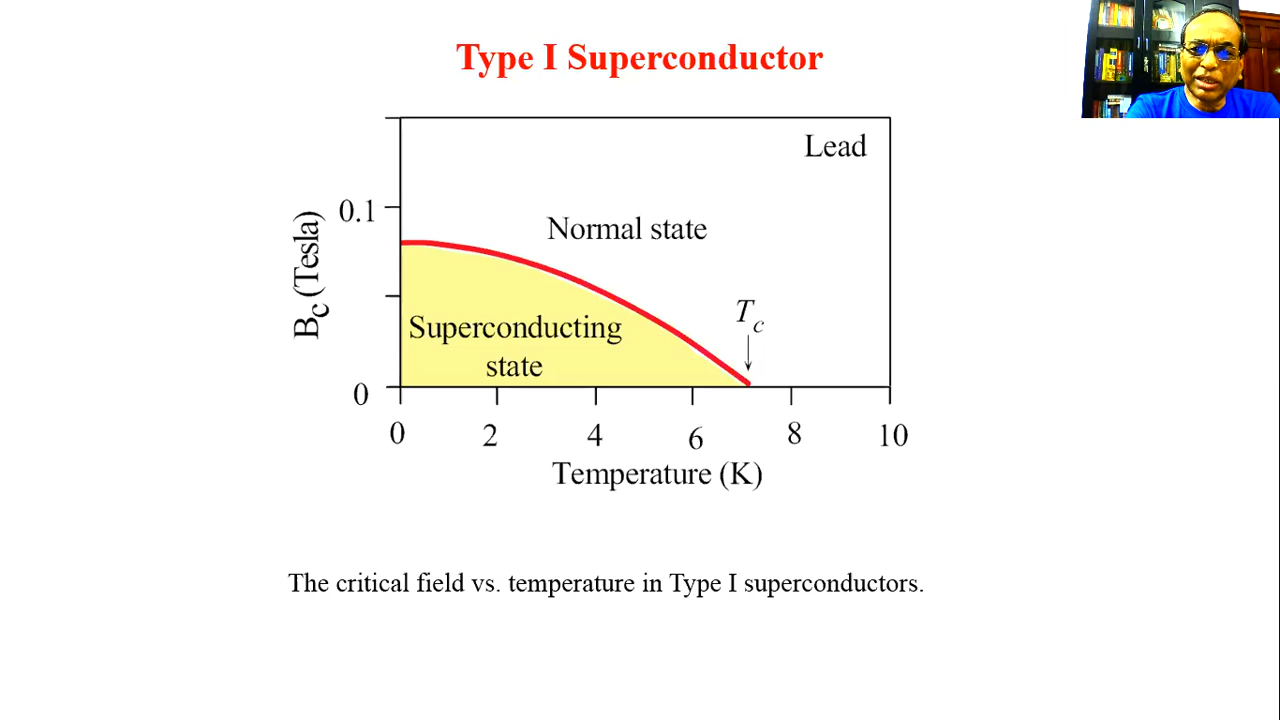 Type I Superconductor
Lead
0.1
Normal state
B_c (Tesla)
T_c
Superconducting
state
0
0 2 4 6 8 10
Temperature (K)
The critical field vs. temperature in Type I superconductors.